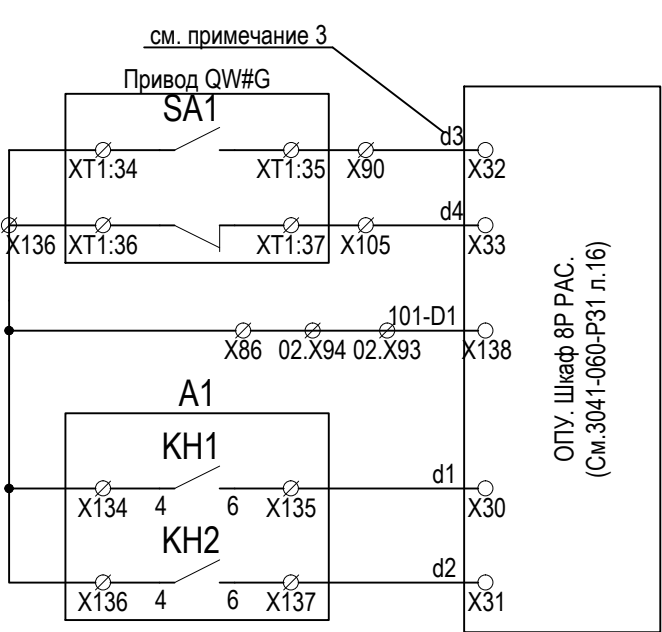 см. примечание 3
Привод QW#G
SA1
d3
XT1:34 XT1:35 X90 X32
d4
X136 XT1:36 XT1:37 X105 X33
101-D1
X86 02.X94 02.X93 X138
A1
KH1
d1
X134 4 6 X135 X30
KH2
d2
X136 4 6 X137 X31
ОПУ. Шкаф 8Р РАС.
(См.3041-060-Р31 л.16)